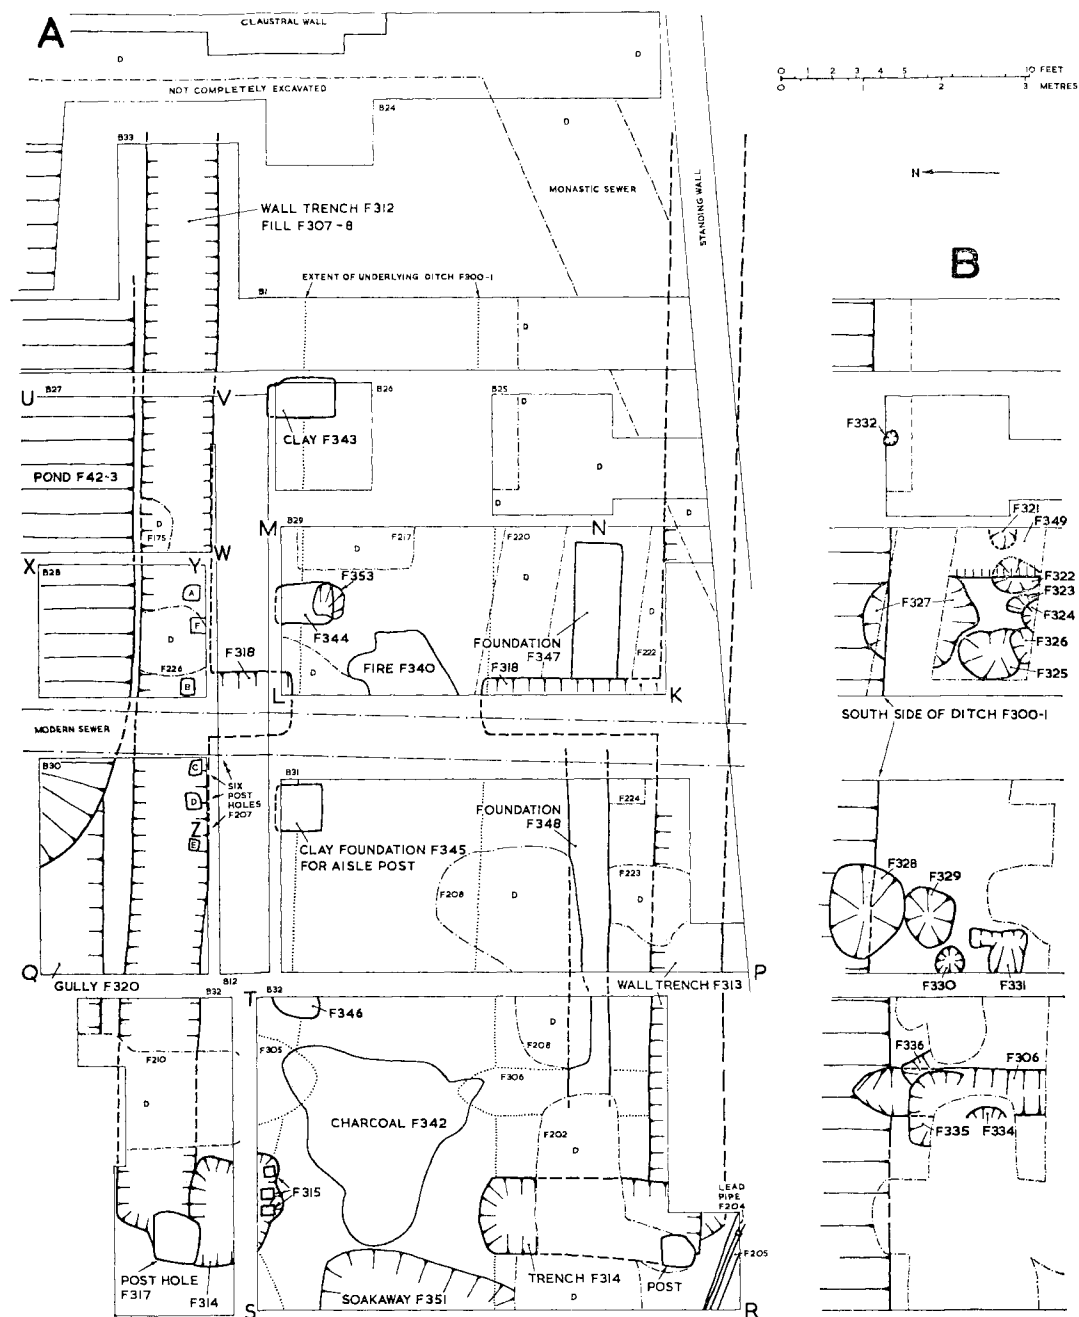 A
CLAUSTRAL WALL
D
D
NOT COMPLETELY EXCAVATED
B24
B33
D
MONASTIC SEWER
STANDING WALL
WALL TRENCH F312
FILL F307-8
B1
EXTENT OF UNDERLYING DITCH F300-1
D
U
B27
V
B26
B25
D
CLAY F343
POND F42-3
D
D
D
D
F175
M
B29
F217
D
F220
N
X
B28
Y
W
F353
D
D
A
F
F344
FOUNDATION
F347
D
F226
F318
D
FIRE F340
F318
F222
B
L
K
MODERN SEWER
B30
C
SIX
POST
HOLES
F207
D
Z
E
B31
CLAY FOUNDATION F345
FOR AISLE POST
FOUNDATION
F348
F224
F208
D
F223
D
Q
P
GULLY F320
B12
WALL TRENCH F313
B32
T
B32
F346
F210
F305
D
F208
F306
D
CHARCOAL F342
F202
D
F315
LEAD
PIPE
F204
F205
POST HOLE
F317
F314
TRENCH F314
POST
SOAKAWAY F351
D
S
R
0 1 2 3 4 5 10 FEET
0 1 2 3 METRES
N
B
F332
F321
F349
F322
F323
F324
F327
F326
F325
SOUTH SIDE OF DITCH F300-1
F328
F329
F330
F331
F336
F306
F335
F334